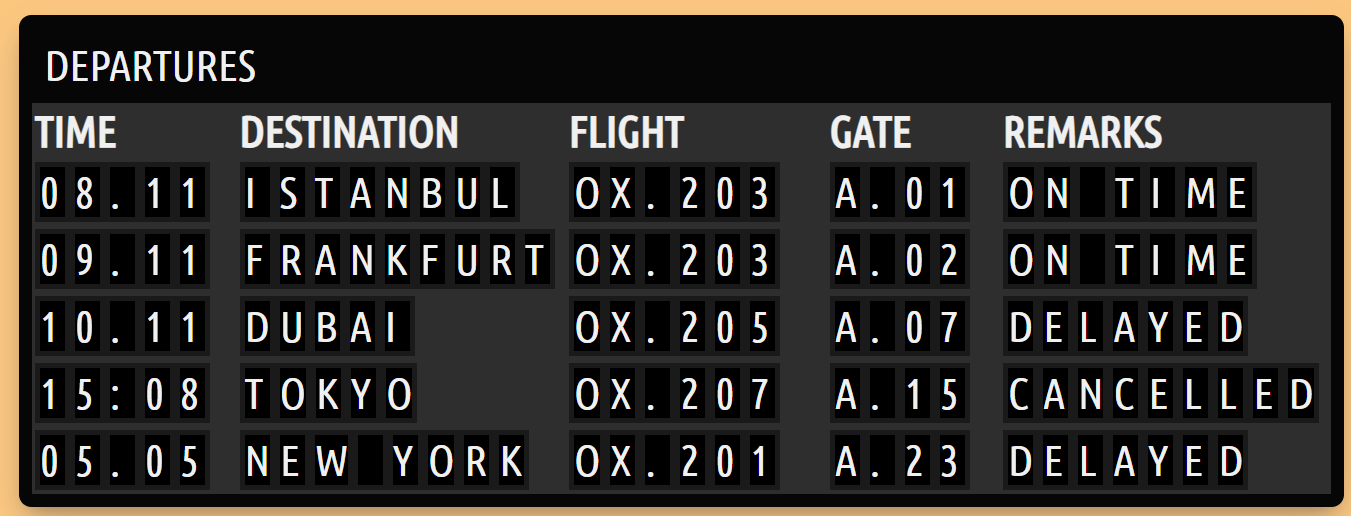 DEPARTURES
TIME DESTINATION FLIGHT GATE REMARKS
08.11 ISTANBUL OX.203 A.01 ON TIME
09.11 FRANKFURT OX.203 A.02 ON TIME
10.11 DUBAI OX.205 A.07 DELAYED
15:08 TOKYO OX.207 A.15 CANCELLED
05.05 NEW YORK OX.201 A.23 DELAYED